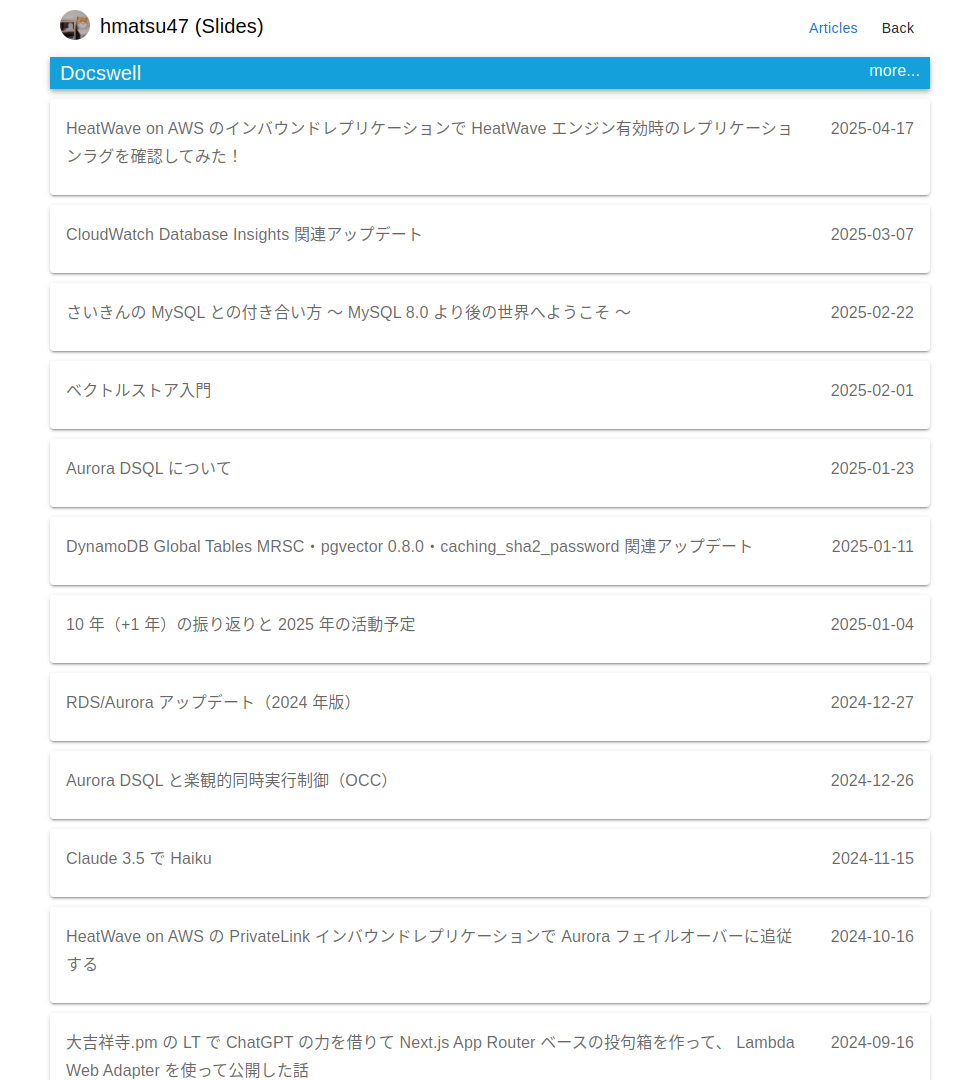 hmatsu47 (Slides)
Articles
Back
Docswell
more...
HeatWave on AWS のインバウンドレプリケーションで HeatWave エンジン有効時のレプリケーショ
ンラグを確認してみた！
2025-04-17
CloudWatch Database Insights 関連アップデート
2025-03-07
さいきんの MySQL との付き合い方 〜 MySQL 8.0 より後の世界へようこそ 〜
2025-02-22
ベクトルストア入門
2025-02-01
Aurora DSQL について
2025-01-23
DynamoDB Global Tables MRSC・pgvector 0.8.0・caching_sha2_password 関連アップデート
2025-01-11
10 年（+1 年）の振り返りと 2025 年の活動予定
2025-01-04
RDS/Aurora アップデート（2024 年版）
2024-12-27
Aurora DSQL と楽観的同時実行制御（OCC）
2024-12-26
Claude 3.5 で Haiku
2024-11-15
HeatWave on AWS の PrivateLink インバウンドレプリケーションで Aurora フェイルオーバーに追従
する
2024-10-16
大吉祥寺.pm の LT で ChatGPT の力を借りて Next.js App Router ベースの投句箱を作って、 Lambda
Web Adapter を使って公開した話
2024-09-16